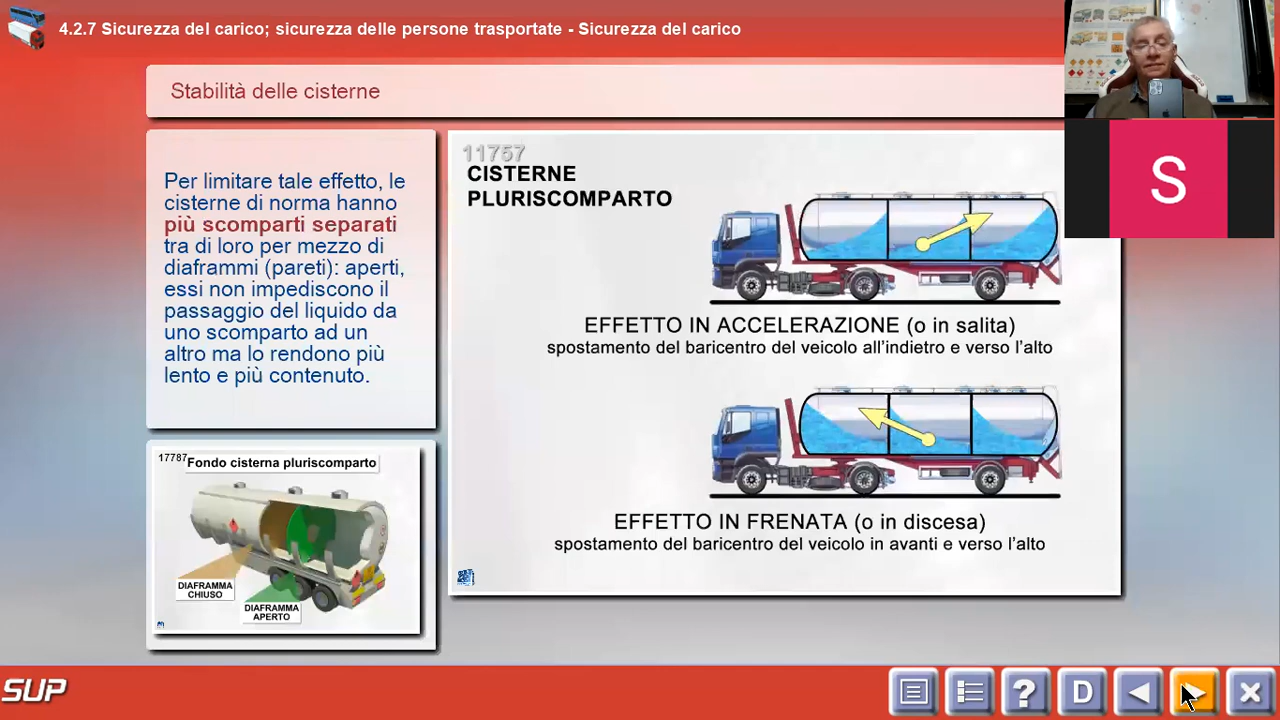 4.2.7 Sicurezza del carico; sicurezza delle persone trasportate - Sicurezza del carico
Stabilità delle cisterne
Per limitare tale effetto, le
cisterne di norma hanno
più scomparti separati
tra di loro per mezzo di
diaframmi (pareti): aperti,
essi non impediscono il
passaggio del liquido da
uno scomparto ad un
altro ma lo rendono più
lento e più contenuto.
17787
Fondo cisterna pluriscomparto
DIAFRAMMA
CHIUSO
DIAFRAMMA
APERTO
11757
CISTERNE
PLURISCOMPARTO
EFFETTO IN ACCELERAZIONE (o in salita)
spostamento del baricentro del veicolo all'indietro e verso l'alto
EFFETTO IN FRENATA (o in discesa)
spostamento del baricentro del veicolo in avanti e verso l'alto
S
SUP
?
D